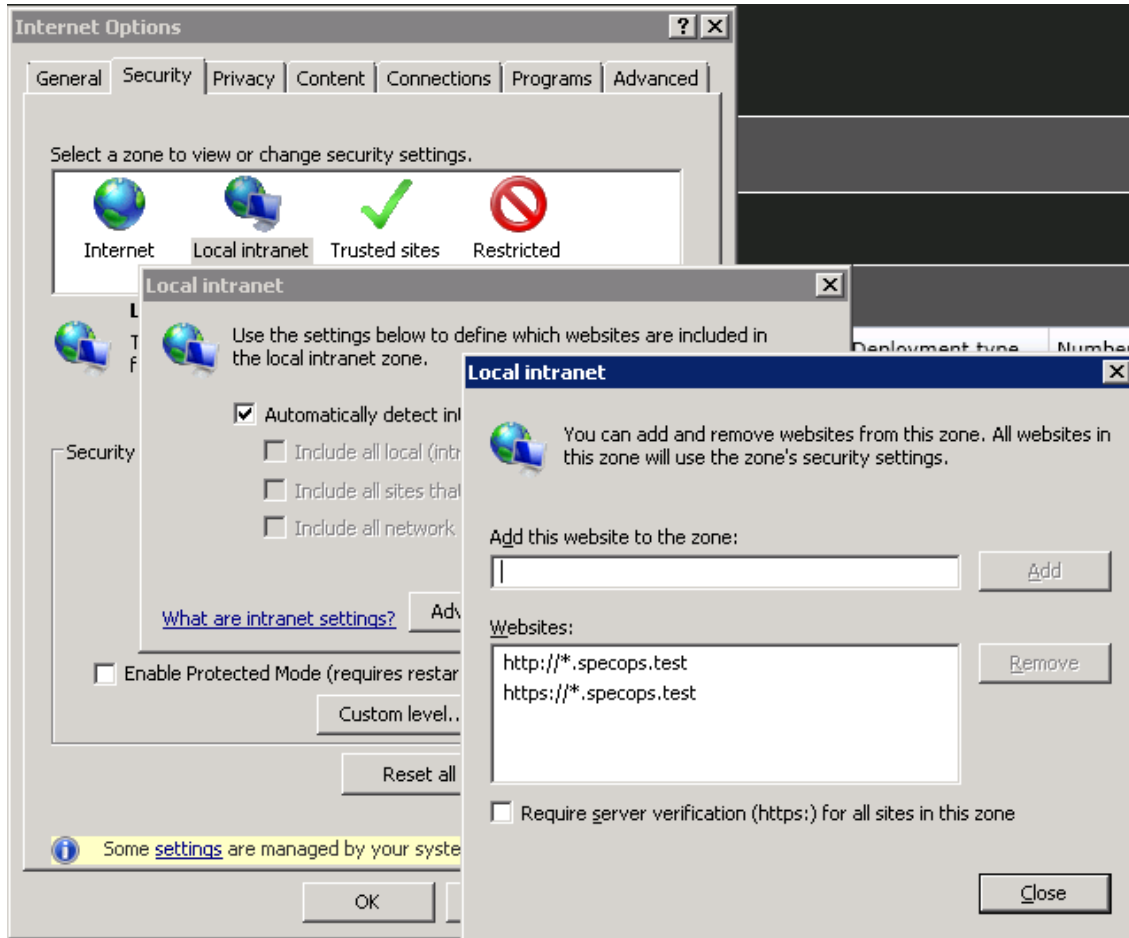 Internet Options
General Security Privacy Content Connections Programs Advanced
Select a zone to view or change security settings.
Internet Local intranet Trusted sites Restricted
Local intranet
Use the settings below to define which websites are included in
the local intranet zone.
Deployment type Number
Local intranet
Automatically detect
You can add and remove websites from this zone. All websites in
this zone will use the zone's security settings.
Security
Include all local
Include all sites
Include all network
Add this website to the zone:
Add
What are intranet settings?
Websites:
http://*.specops.test
https://*.specops.test
Remove
Enable Protected Mode (requires
Custom level..
Reset all
Require server verification (https:) for all sites in this zone
Some settings are managed by your
OK
Close